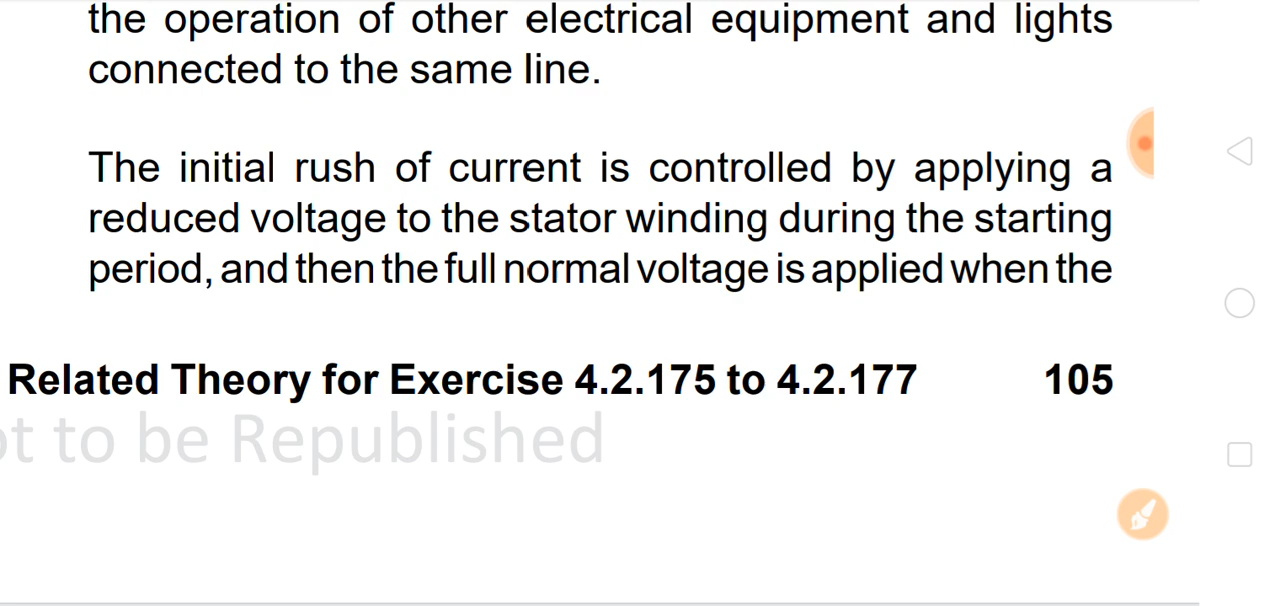 the operation of other electrical equipment and lights
connected to the same line.
The initial rush of current is controlled by applying a
reduced voltage to the stator winding during the starting
period, and then the full normal voltage is applied when the
Related Theory for Exercise 4.2.175 to 4.2.177 105
to be Republished